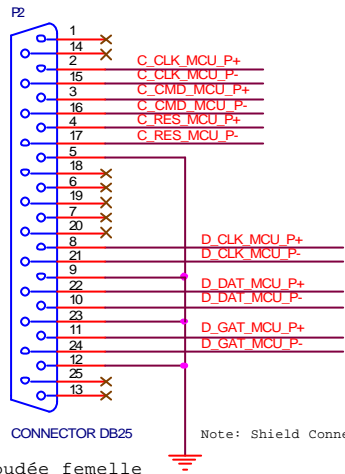 P2
1
14
2 C_CLK_MCU_P+
15 C_CLK_MCU_P-
3 C_CMD_MCU_P+
16 C_CMD_MCU_P-
4 C_RES_MCU_P+
17 C_RES_MCU_P-
5
18
6
19
7
20
8 D_CLK_MCU_P+
21 D_CLK_MCU_P-
9
22 D_DAT_MCU_P+
10 D_DAT_MCU_P-
23
11 D_GAT_MCU_P+
24 D_GAT_MCU_P-
12
25
13
CONNECTOR DB25 Note: Shield Conne
oudée femelle